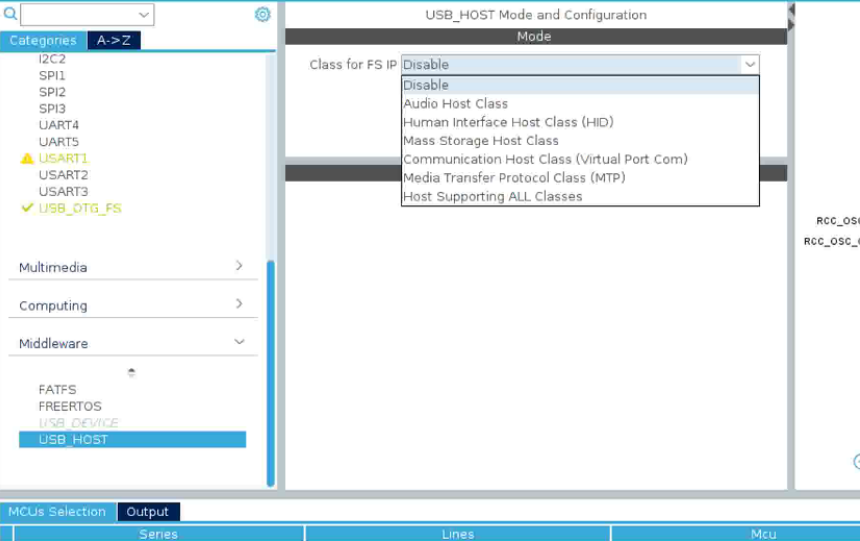 USB_HOST Mode and Configuration
Categories A->Z
Mode
I2C2
SPI1
SPI2
SPI3
UART4
UART5
USART1
USART2
USART3
USB_OTG_FS
Multimedia
Computing
Middleware
FATFS
FREERTOS
USB_DEVICE
USB_HOST
Class for FS IP Disable
Disable
Audio Host Class
Human Interface Host Class (HID)
Mass Storage Host Class
Communication Host Class (Virtual Port Com)
Media Transfer Protocol Class (MTP)
Host Supporting ALL Classes
RCC_OSC
RCC_OSC_
MCUs Selection Output
Series Lines Mcu